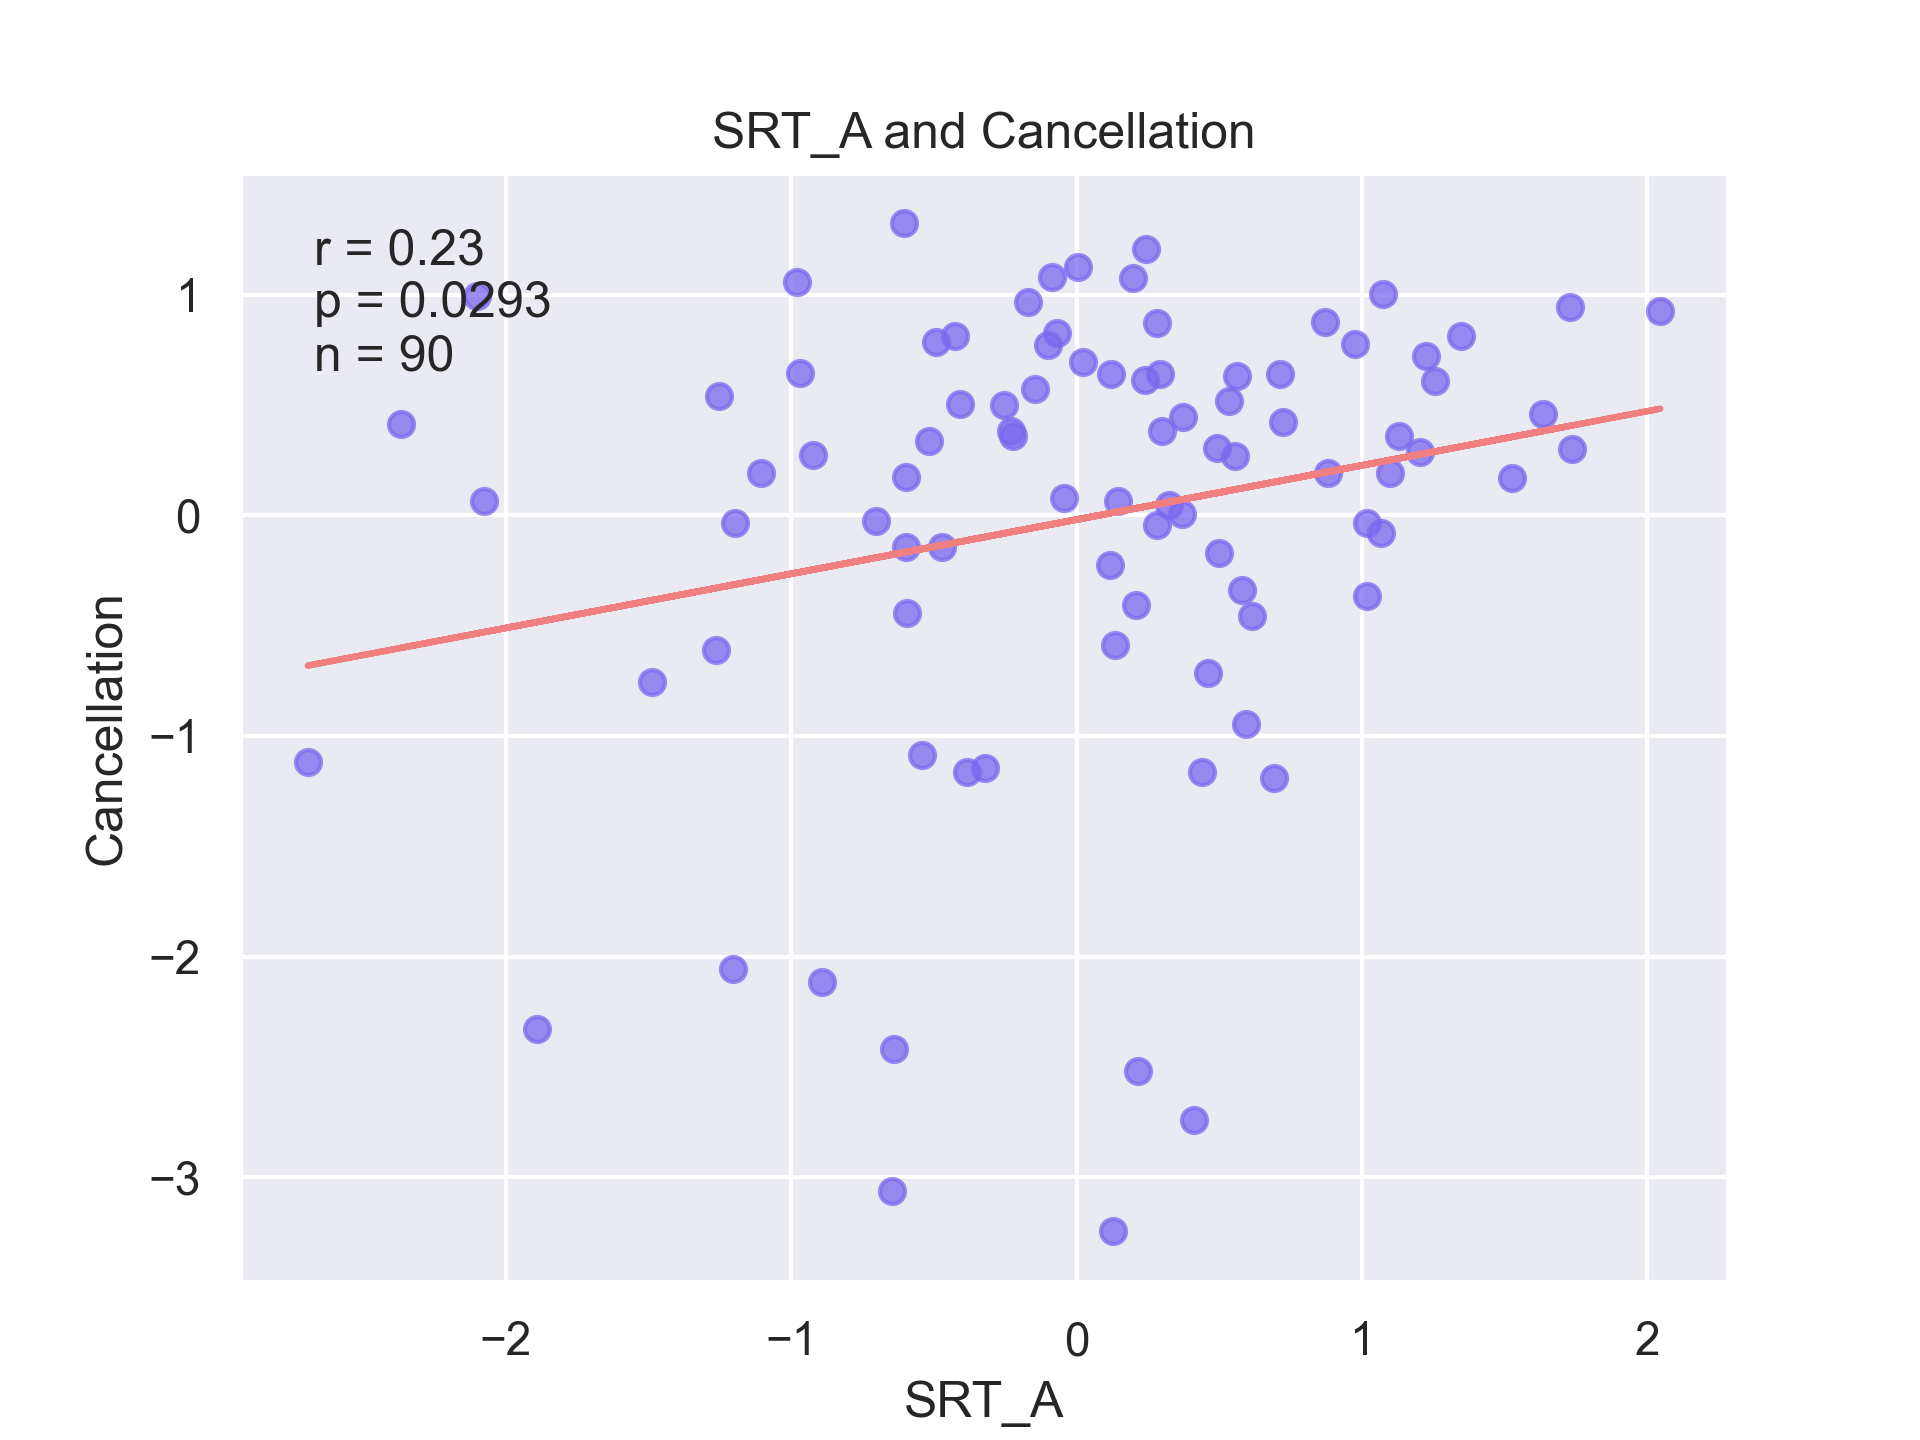 SRT_A and Cancellation
r = 0.23
p = 0.0293
n = 90
1
0
−1
−2
−3
Cancellation
−2
−1
0
1
2
SRT_A